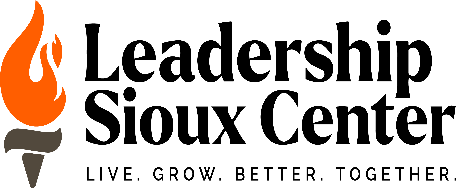 Leadership
Sioux Center
LIVE. GROW. BETTER. TOGETHER.